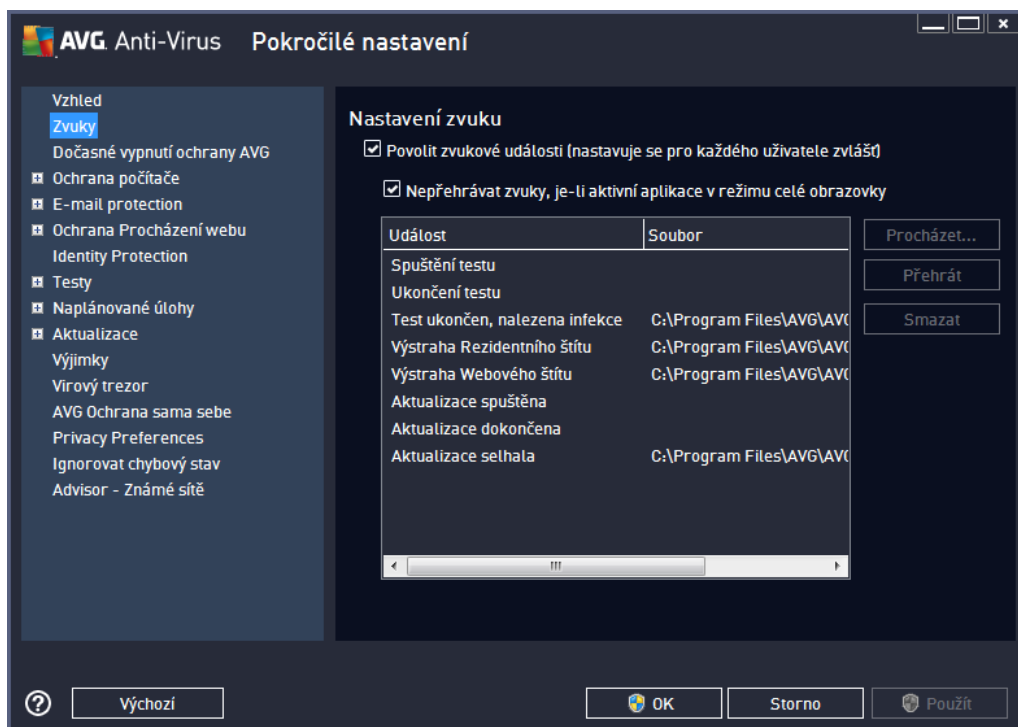 AVG. Anti-Virus Pokročilé nastavení
Vzhled
Zvuky
Dočasné vypnutí ochrany AVG
Ochrana počítače
E-mail protection
Ochrana Procházení webu
Identity Protection
Testy
Naplánované úlohy
Aktualizace
Výjimky
Virový trezor
AVG Ochrana sama sebe
Privacy Preferences
Ignorovat chybový stav
Advisor - Známé sítě
Nastavení zvuku
Povolit zvukové události (nastavuje se pro každého uživatele zvlášť)
Nepřehrávat zvuky, je-li aktivní aplikace v režimu celé obrazovky
Událost Soubor
Spuštění testu
Ukončení testu
Test ukončen, nalezena infekce C:\Program Files\AVG\AV
Výstraha Rezidentního štítu C:\Program Files\AVG\AV
Výstraha Webového štítu C:\Program Files\AVG\AV
Aktualizace spuštěna
Aktualizace dokončena
Aktualizace selhala C:\Program Files\AVG\AV
Procházet...
Přehrát
Smazat
Výchozí
OK
Storno
Použít